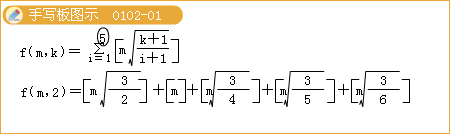 手写板图示 0102-01
f(m,k)= ⑤∑i=1[m√((k+1)/(i+1))]
f(m,2)=[m√(3/2)]+[m]+[m√(3/4)]+[m√(3/5)]+[m√(3/6)]